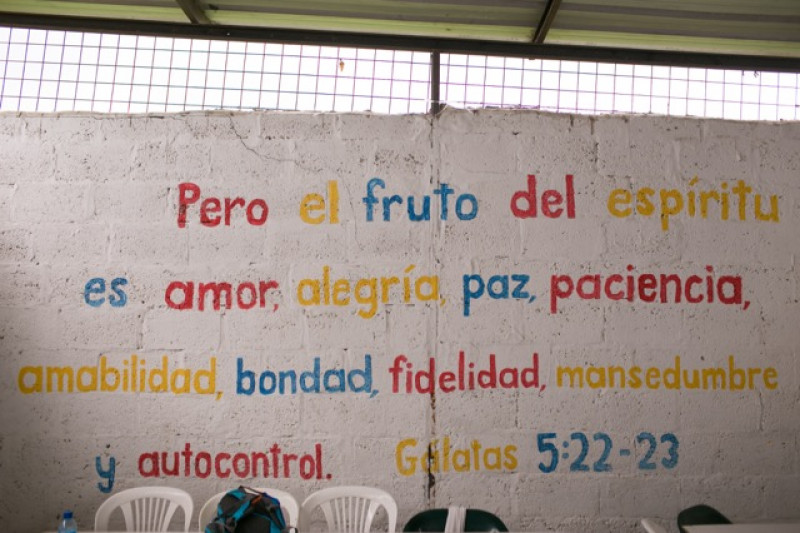 Pero el fruto del espíritu
es amor, alegría, paz, paciencia,
amabilidad, bondad, fidelidad, mansedumbre
y autocontrol. Gálatas 5:22-23